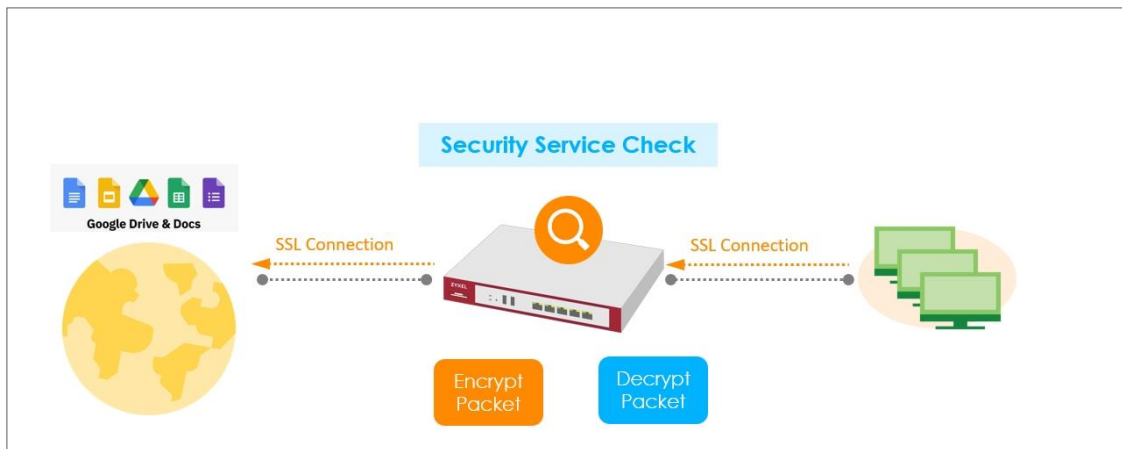 Security Service Check
Google Drive & Docs
SSL Connection
SSL Connection
ZYXEL
Encrypt
Packet
Decrypt
Packet